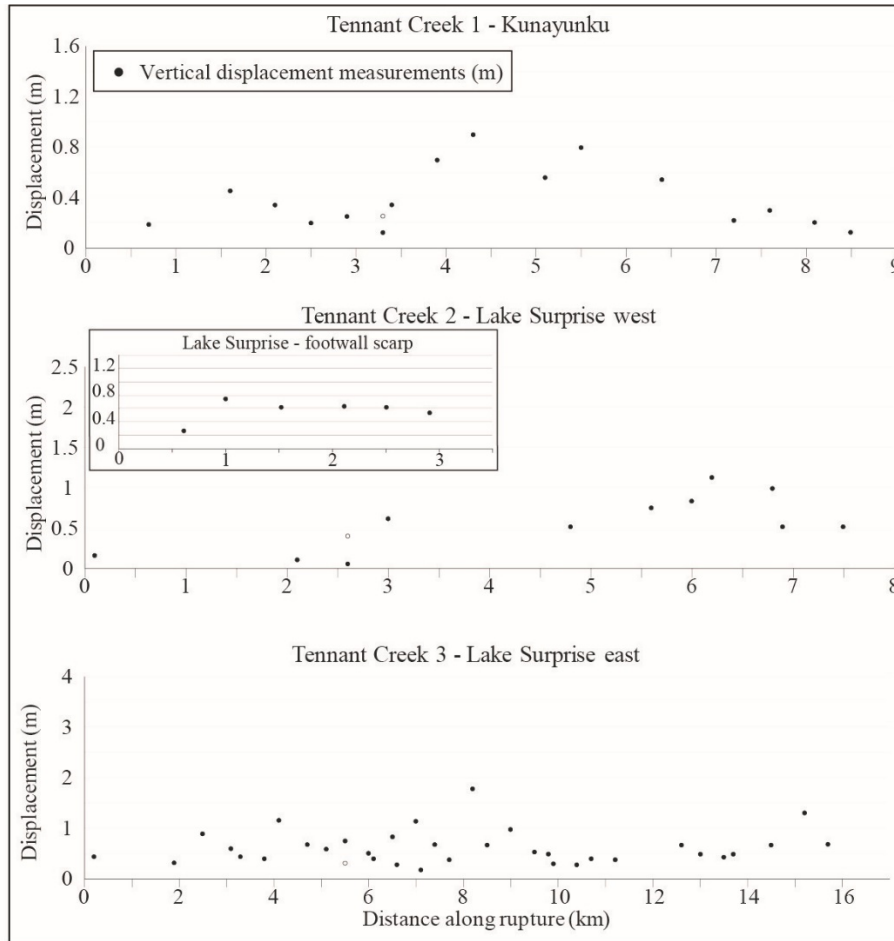 Tennant Creek 1 - Kunayunku
Displacement (m)
1.6
1.2
0.8
0.4
0
Vertical displacement measurements (m)
0 1 2 3 4 5 6 7 8 9
Tennant Creek 2 - Lake Surprise west
Displacement (m)
2.5
2
1.5
1
0.5
0
Lake Surprise - footwall scarp
1.2
0.8
0.4
0
0 1 2 3
0 1 2 3 4 5 6 7 8
Tennant Creek 3 - Lake Surprise east
Displacement (m)
4
3
2
1
0
0 2 4 6 8 10 12 14 16
Distance along rupture (km)